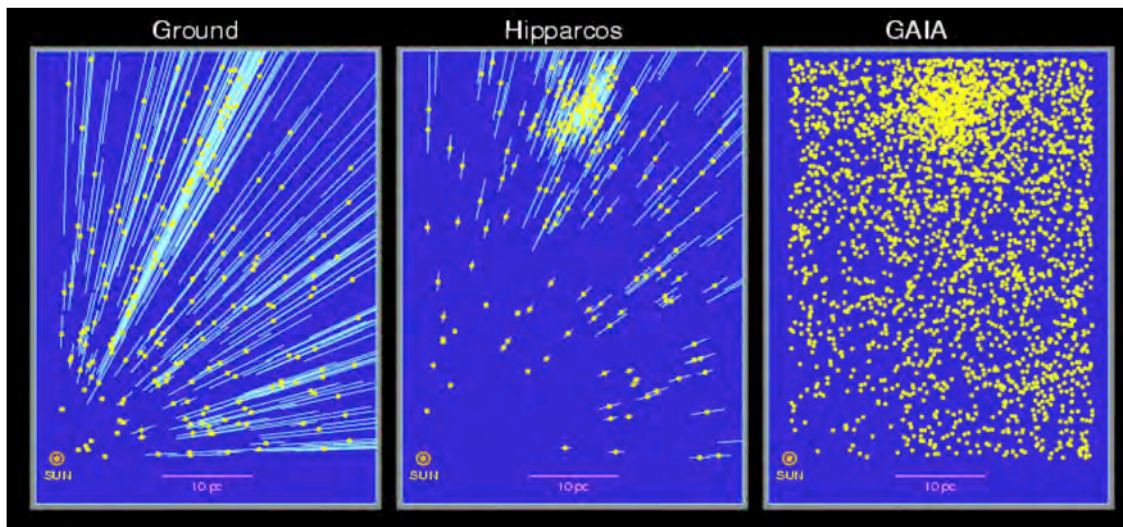 Ground
Hipparcos
GAIA
SUN
10 pc
SUN
10 pc
SUN
10 pc